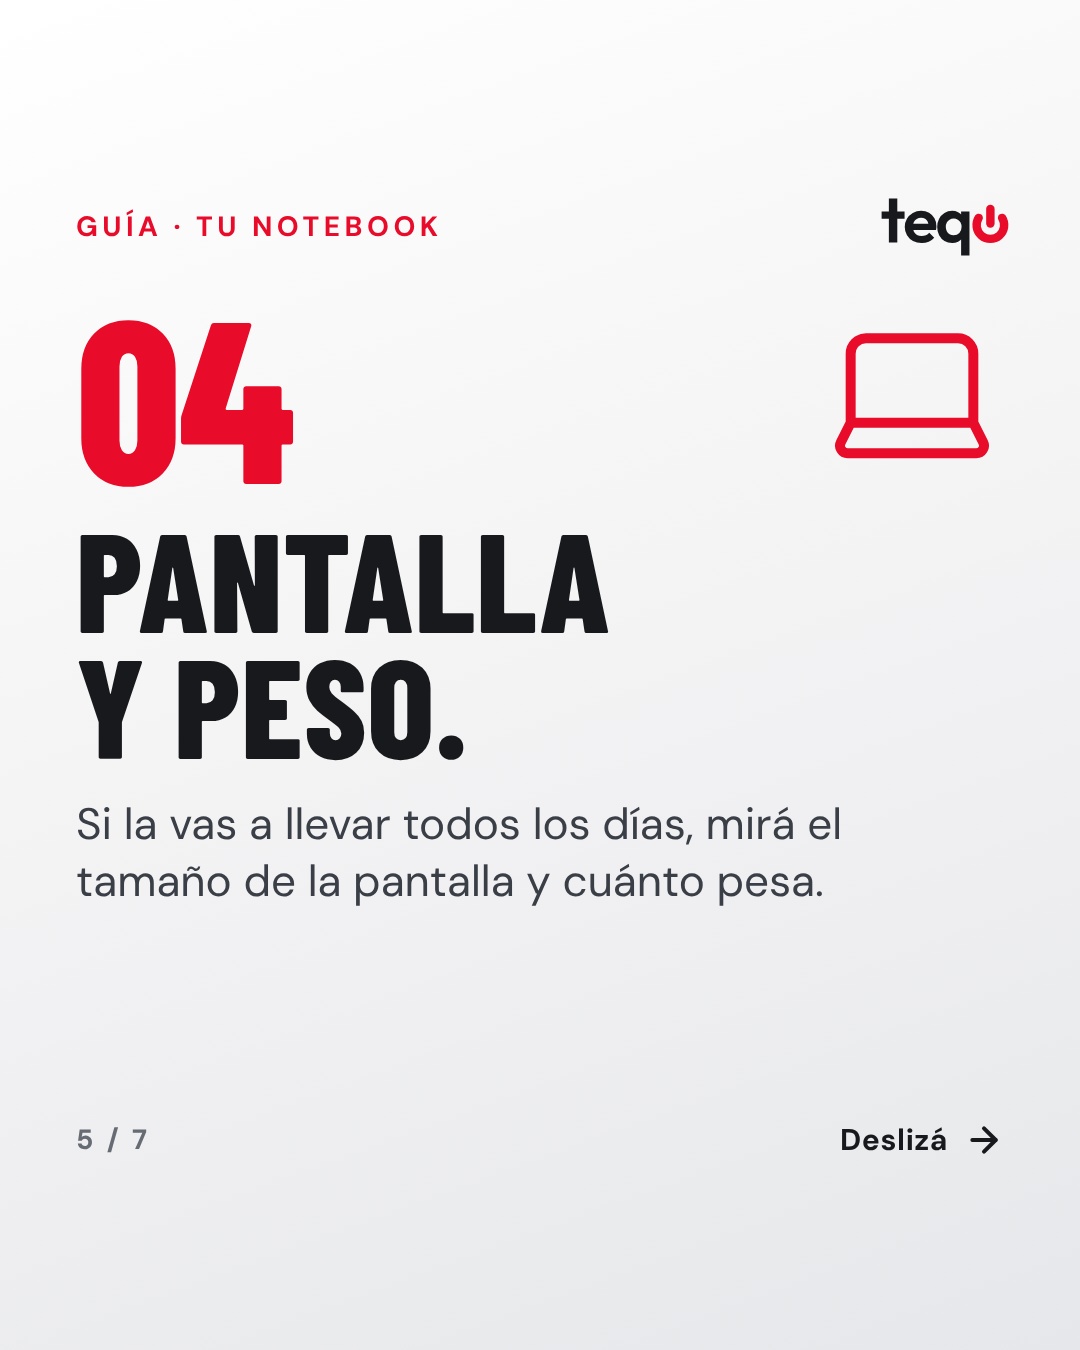 GUÍA · TU NOTEBOOK
teqo
04
PANTALLA
Y PESO.
Si la vas a llevar todos los días, mirá el
tamaño de la pantalla y cuánto pesa.
5 / 7
Deslizá →